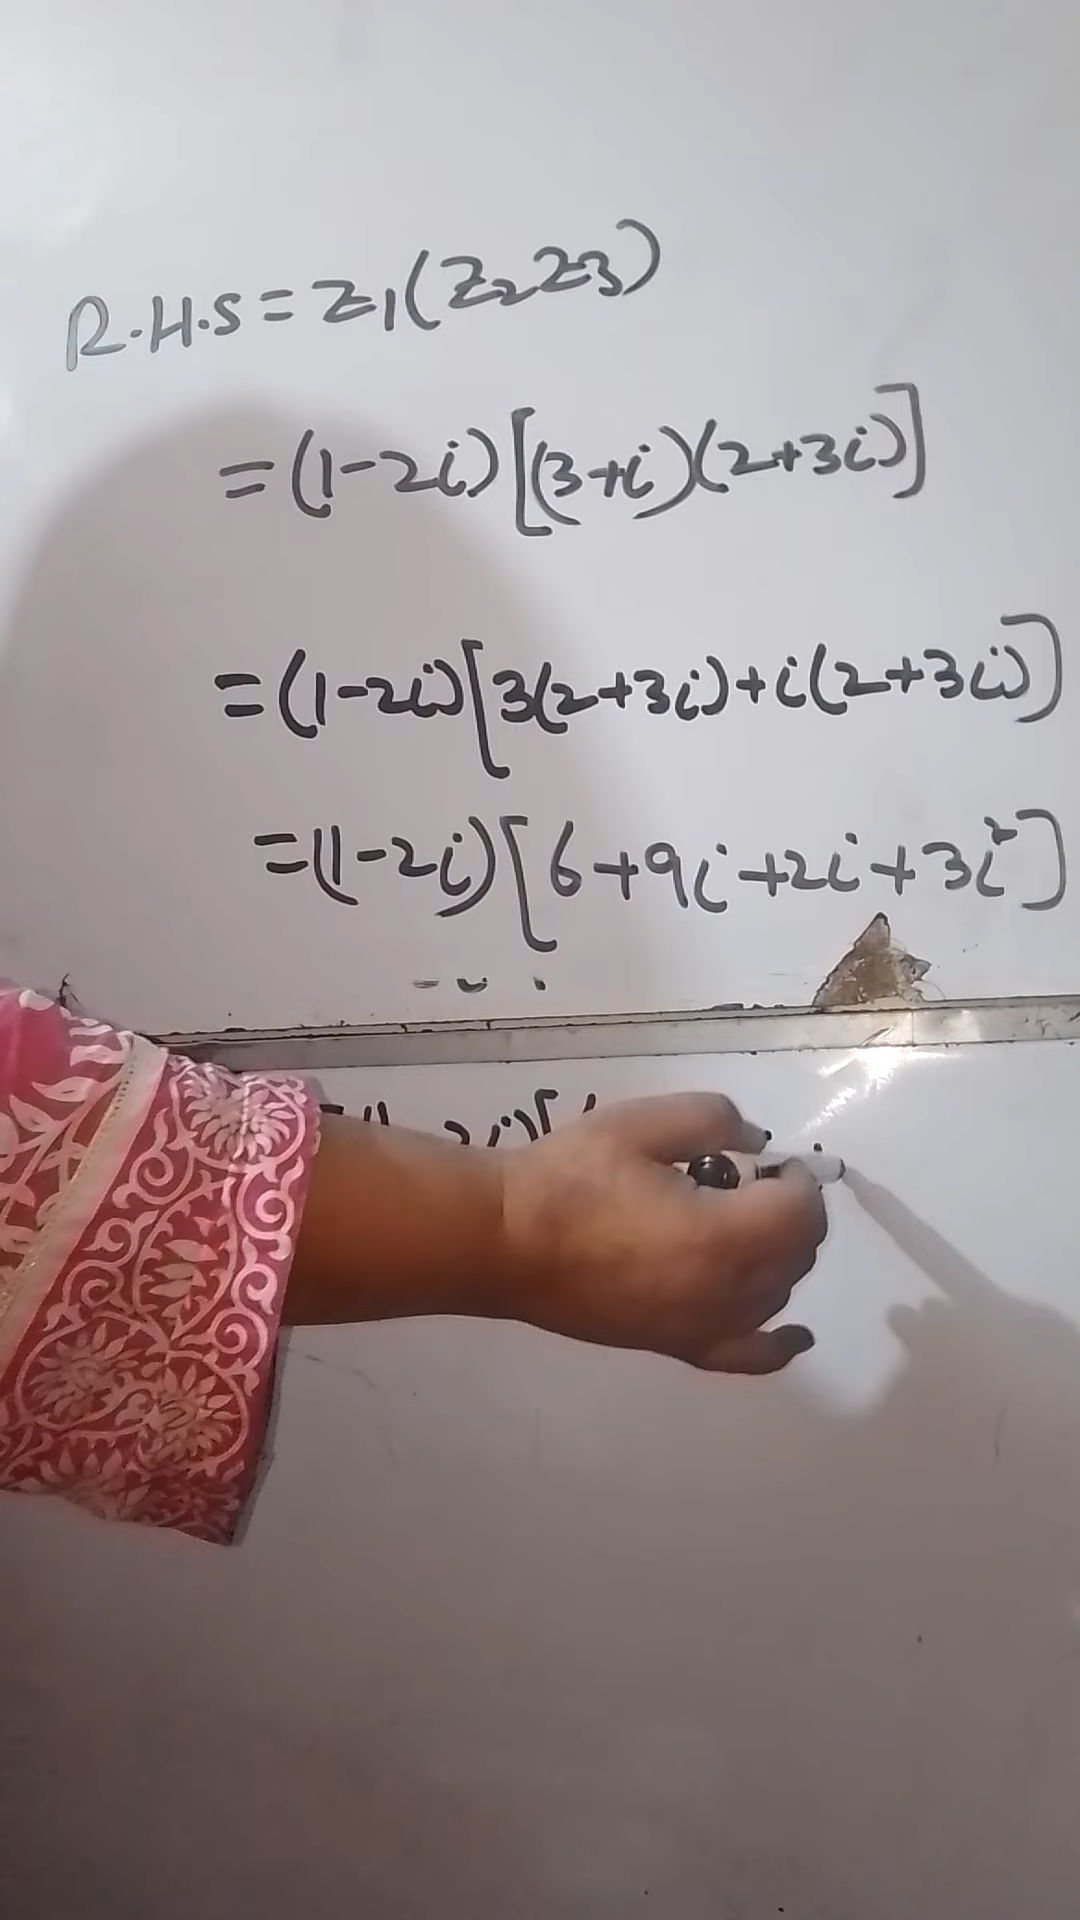 R.H.S = z₁(z₂z₃)
= (1-2i)[(3+i)(2+3i)]
= (1-2i)[3(2+3i)+i(2+3i)]
= (1-2i)[6+9i+2i+3i²]